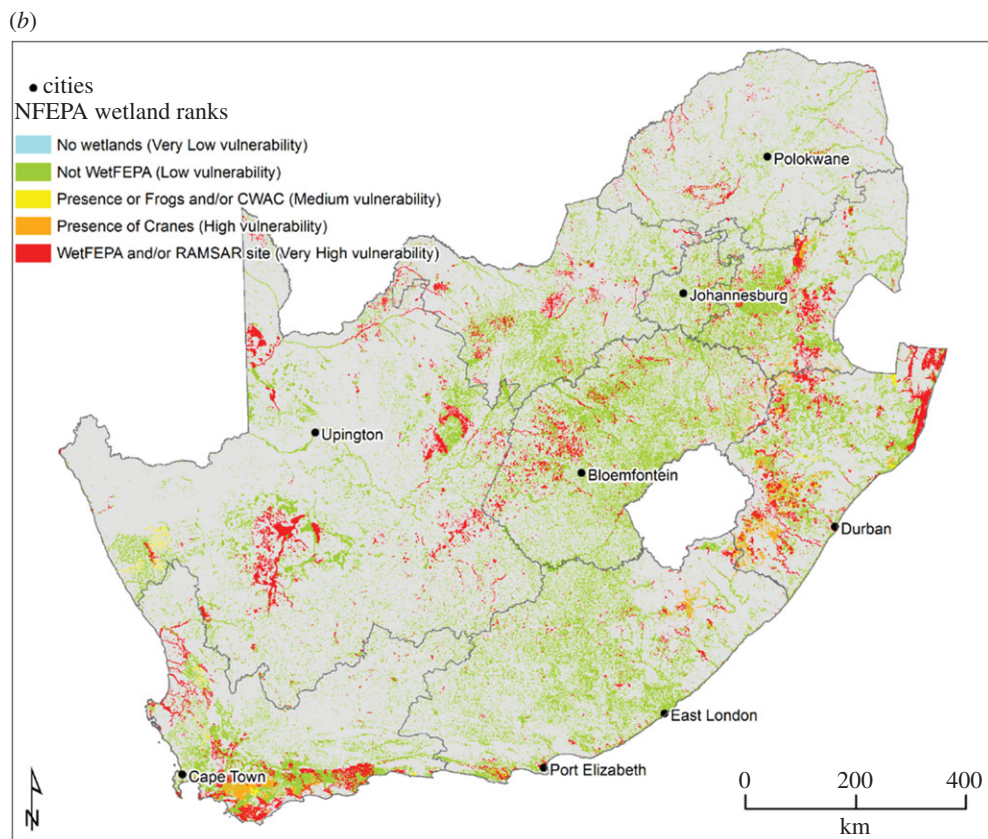 (b)
cities
NFEPA wetland ranks
No wetlands (Very Low vulnerability)
Not WetFEPA (Low vulnerability)
Presence or Frogs and/or CWAC (Medium vulnerability)
Presence of Cranes (High vulnerability)
WetFEPA and/or RAMSAR site (Very High vulnerability)
Polokwane
Johannesburg
Upington
Bloemfontein
Durban
East London
Cape Town
Port Elizabeth
N
0 200 400
km